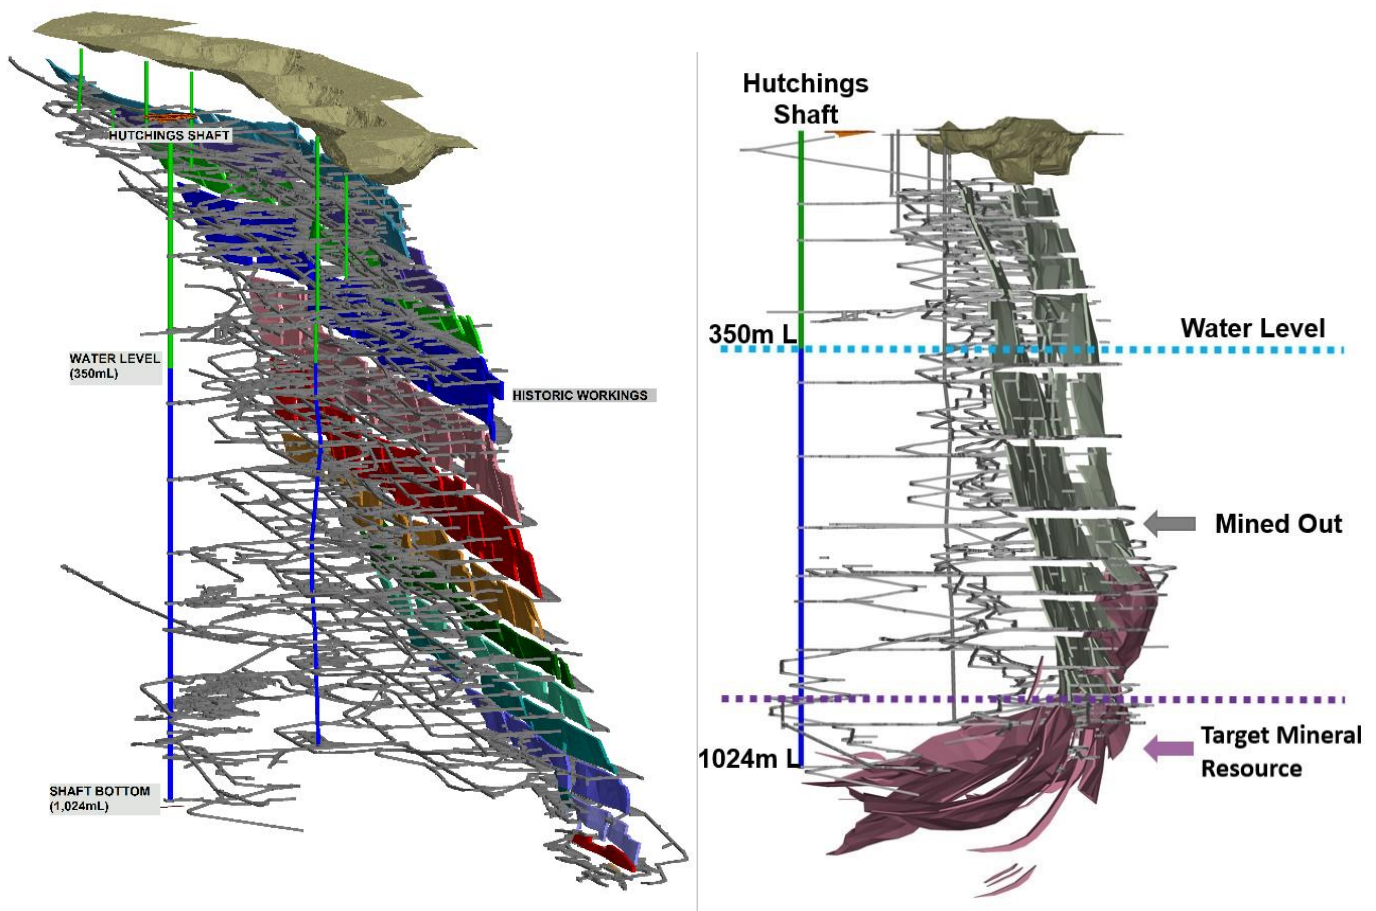 HUTCHINGS SHAFT
WATER LEVEL
(350mL)
HISTORIC WORKINGS
SHAFT BOTTOM
(1,024mL)
Hutchings
Shaft
350m L
Water Level
Mined Out
Target Mineral
Resource
1024m L